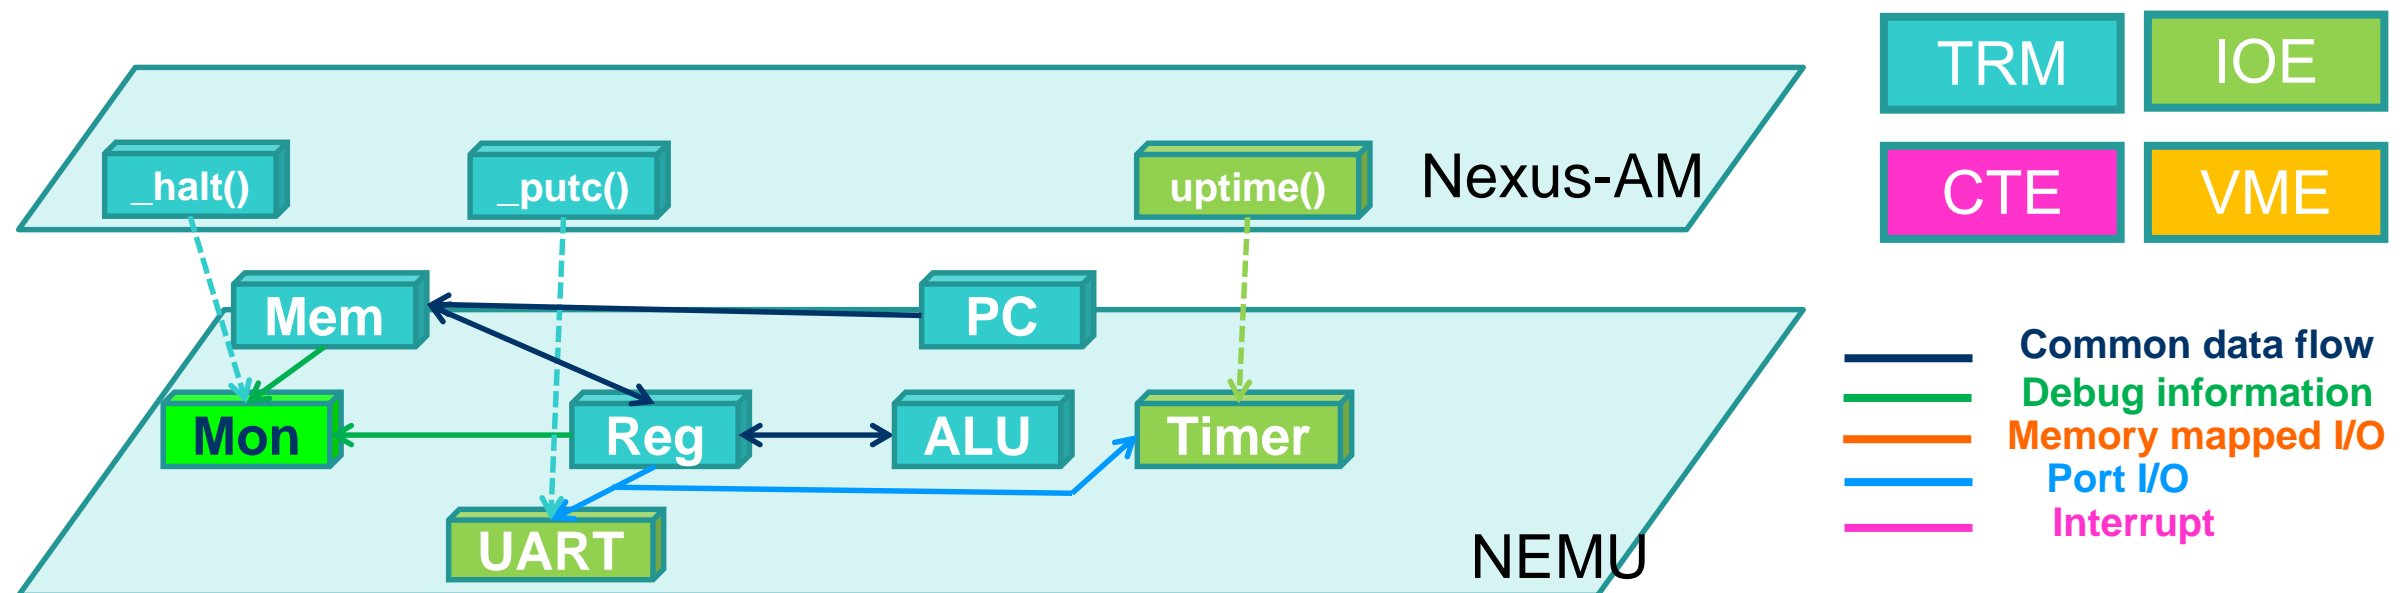 TRM
IOE
_halt()
_putc()
uptime()
Nexus-AM
CTE
VME
Mem
PC
Mon
Reg
ALU
Timer
UART
NEMU
Common data flow
Debug information
Memory mapped I/O
Port I/O
Interrupt